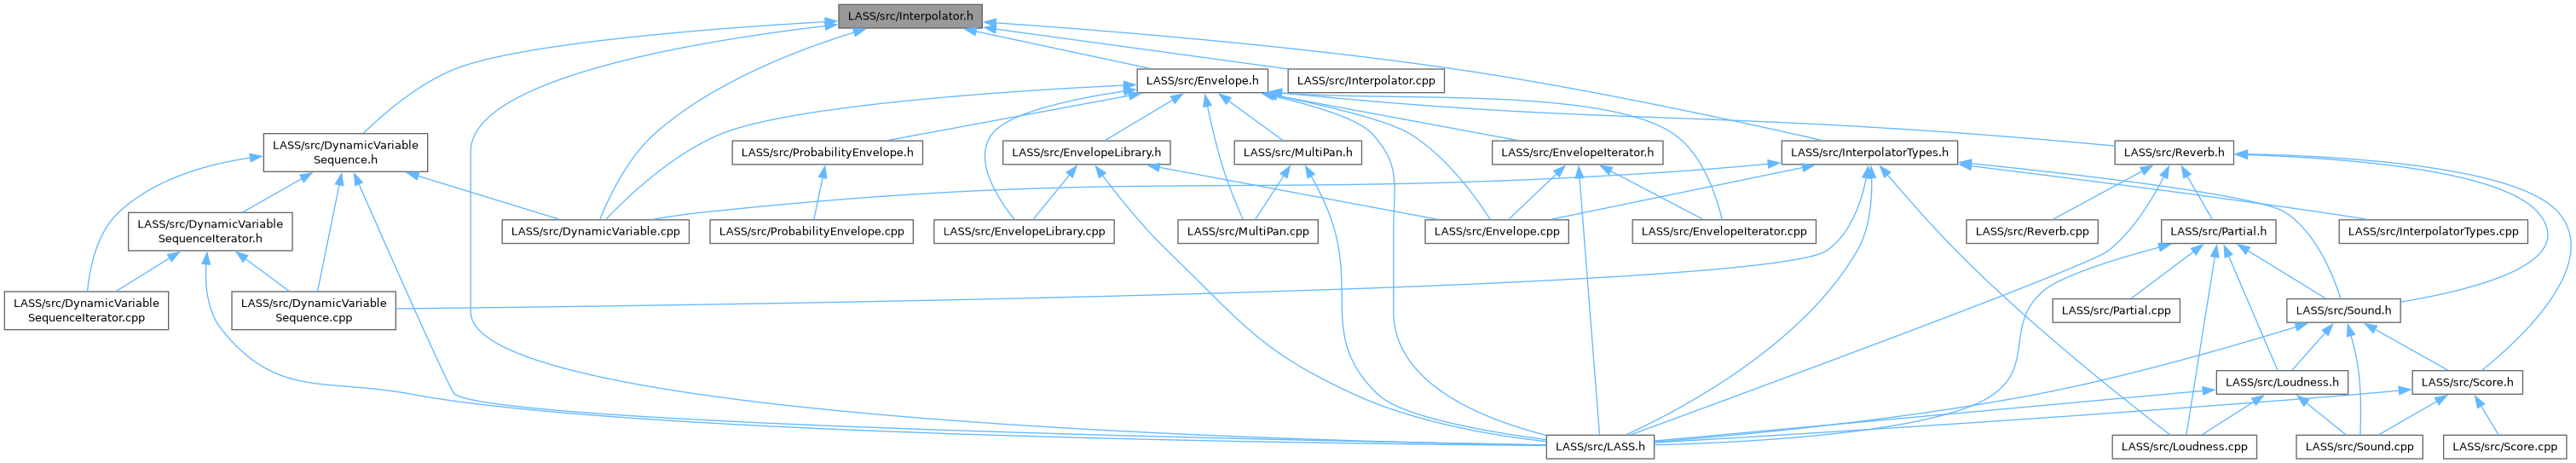 LASS/src/Interpolator.h
LASS/src/Envelope.h
LASS/src/Interpolator.cpp
LASS/src/DynamicVariable
Sequence.h
LASS/src/ProbabilityEnvelope.h
LASS/src/EnvelopeLibrary.h
LASS/src/MultiPan.h
LASS/src/EnvelopeIterator.h
LASS/src/InterpolatorTypes.h
LASS/src/Reverb.h
LASS/src/DynamicVariable
SequenceIterator.h
LASS/src/DynamicVariable.cpp
LASS/src/ProbabilityEnvelope.cpp
LASS/src/EnvelopeLibrary.cpp
LASS/src/MultiPan.cpp
LASS/src/Envelope.cpp
LASS/src/EnvelopeIterator.cpp
LASS/src/Reverb.cpp
LASS/src/Partial.h
LASS/src/InterpolatorTypes.cpp
LASS/src/DynamicVariable
SequenceIterator.cpp
LASS/src/DynamicVariable
Sequence.cpp
LASS/src/Partial.cpp
LASS/src/Sound.h
LASS/src/Loudness.h
LASS/src/Score.h
LASS/src/LASS.h
LASS/src/Loudness.cpp
LASS/src/Sound.cpp
LASS/src/Score.cpp